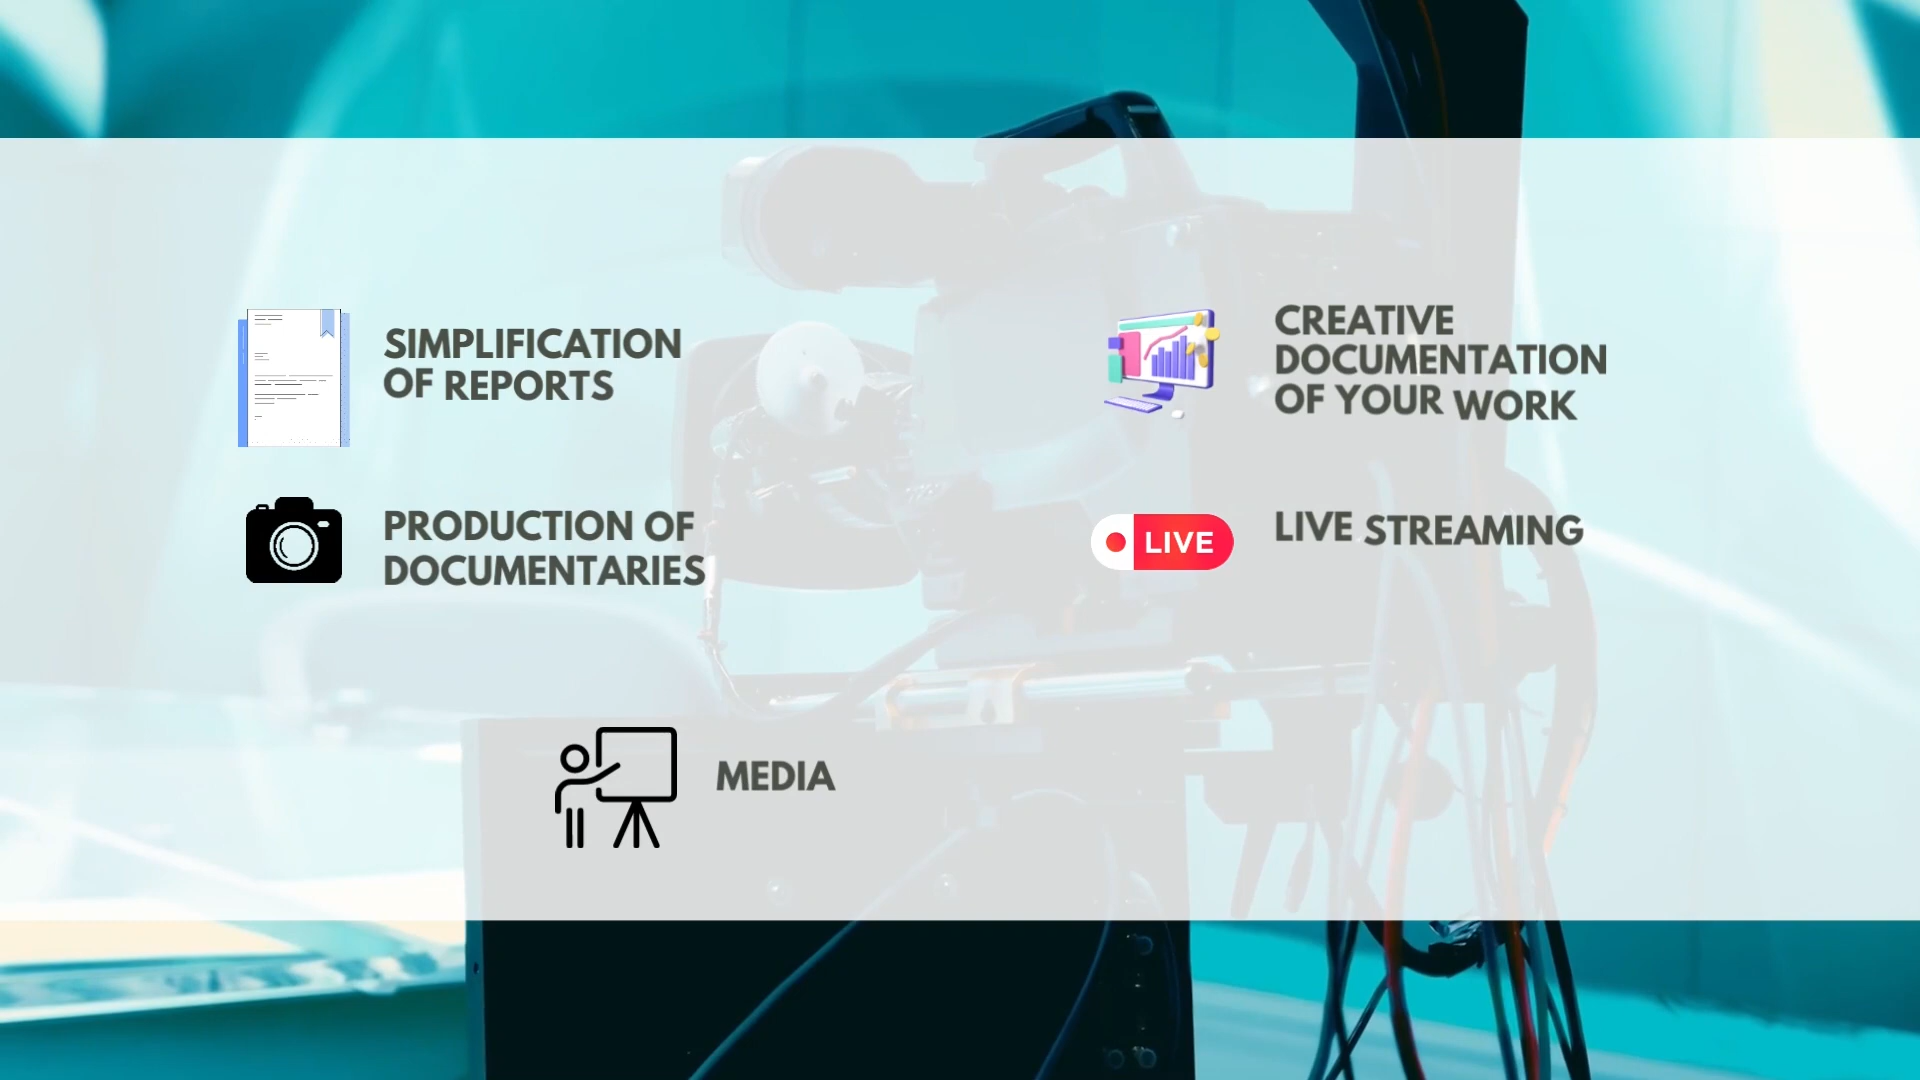 SIMPLIFICATION
OF REPORTS
CREATIVE
DOCUMENTATION
OF YOUR WORK
PRODUCTION OF
DOCUMENTARIES
LIVE
LIVE STREAMING
MEDIA